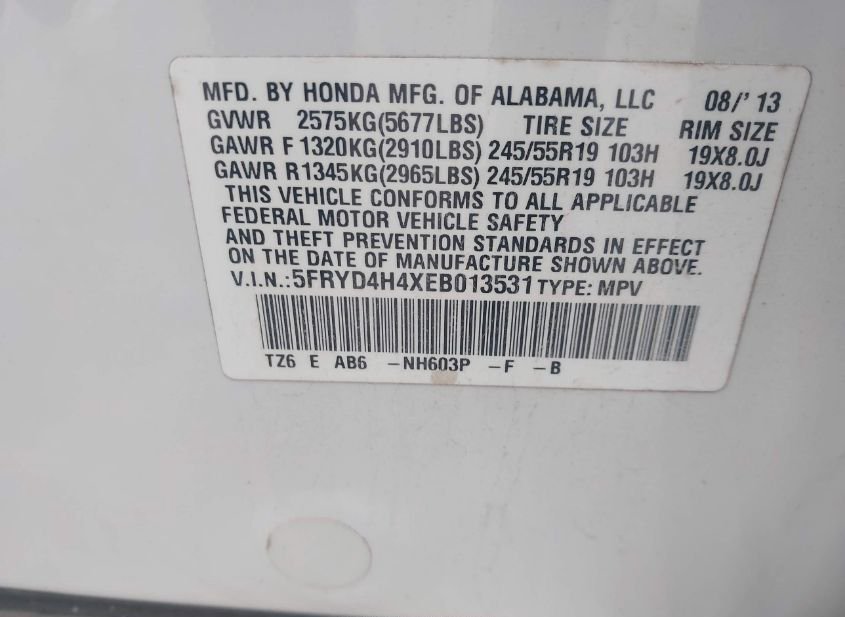 MFD. BY HONDA MFG. OF ALABAMA, LLC 08/' 13
GVWR 2575KG(5677LBS) TIRE SIZE RIM SIZE
GAWR F 1320KG(2910LBS) 245/55R19 103H 19X8.0J
GAWR R1345KG(2965LBS) 245/55R19 103H 19X8.0J
THIS VEHICLE CONFORMS TO ALL APPLICABLE
FEDERAL MOTOR VEHICLE SAFETY
AND THEFT PREVENTION STANDARDS IN EFFECT
ON THE DATE OF MANUFACTURE SHOWN ABOVE.
V.I.N.:5FRYD4H4XEB013531 TYPE: MPV
TZ6 E AB6 -NH603P -F -B